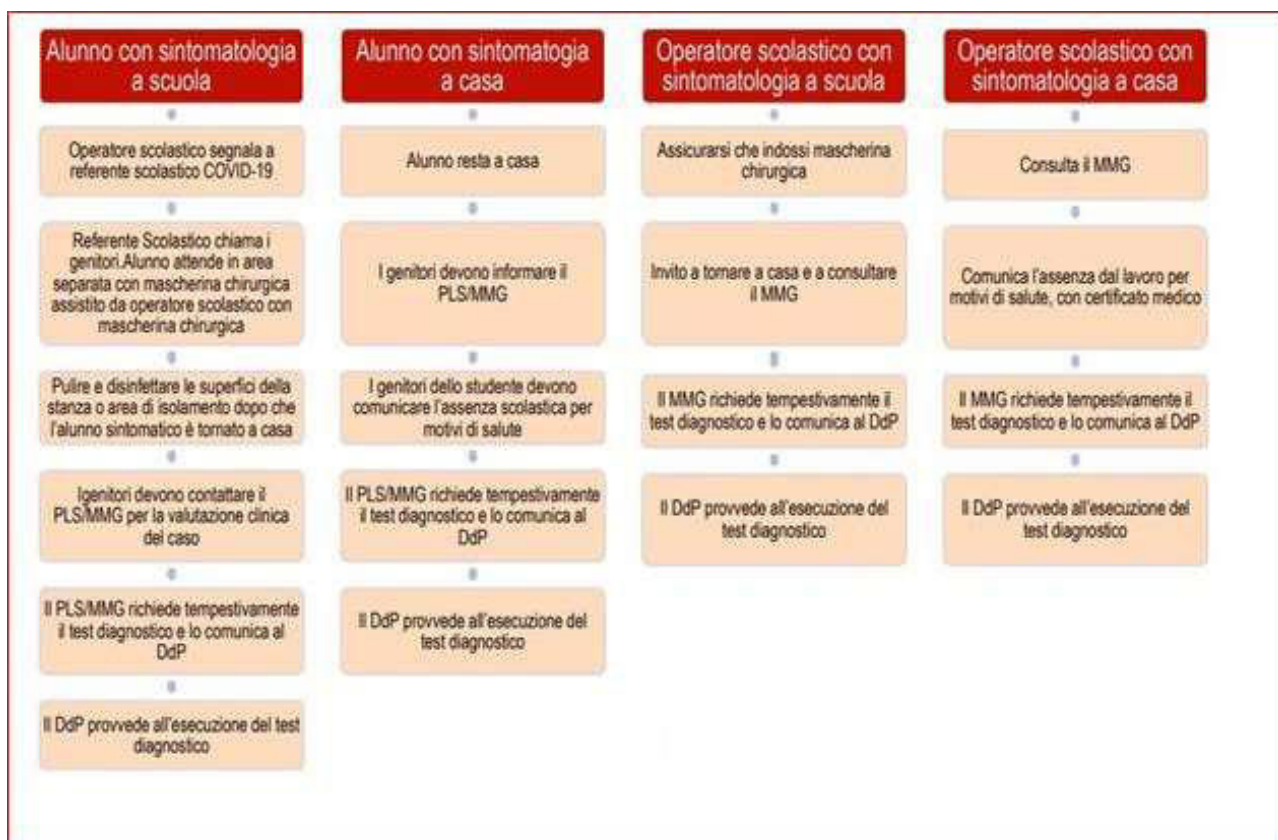 Alunno con sintomatologia
a scuola
Operatore scolastico segnala a
referente scolastico COVID-19
Referente Scolastico chiama i
genitori.Alunno attende in area
separata con mascherina chirurgica
assistito da operatore scolastico con
mascherina chirurgica
Pulire e disinfettare le superfici della
stanza o area di isolamento dopo che
l'alunno sintomatico è tornato a casa
Igenitori devono contattare il
PLS/MMG per la valutazione clinica
del caso
Il PLS/MMG richiede tempestivamente
il test diagnostico e lo comunica al
DdP
Il DdP provvede all'esecuzione del test
diagnostico
Alunno con sintomatogia
a casa
Alunno resta a casa
I genitori devono informare il
PLS/MMG
I genitori dello studente devono
comunicare l'assenza scolastica per
motivi di salute
Il PLS/MMG richiede tempestivamente
il test diagnostico e lo comunica al
DdP
Il DdP provvede all'esecuzione del
test diagnostico
Operatore scolastico con
sintomatologia a scuola
Assicurarsi che indossi mascherina
chirurgica
Invito a tornare a casa e a consultare
il MMG
Il MMG richiede tempestivamente il
test diagnostico e lo comunica al DdP
Il DdP provvede all'esecuzione del
test diagnostico
Operatore scolastico con
sintomatologia a casa
Consulta il MMG
Comunica l'assenza dal lavoro per
motivi di salute, con certificato medico
Il MMG richiede tempestivamente il
test diagnostico e lo comunica al DdP
Il DdP provvede all'esecuzione del
test diagnostico